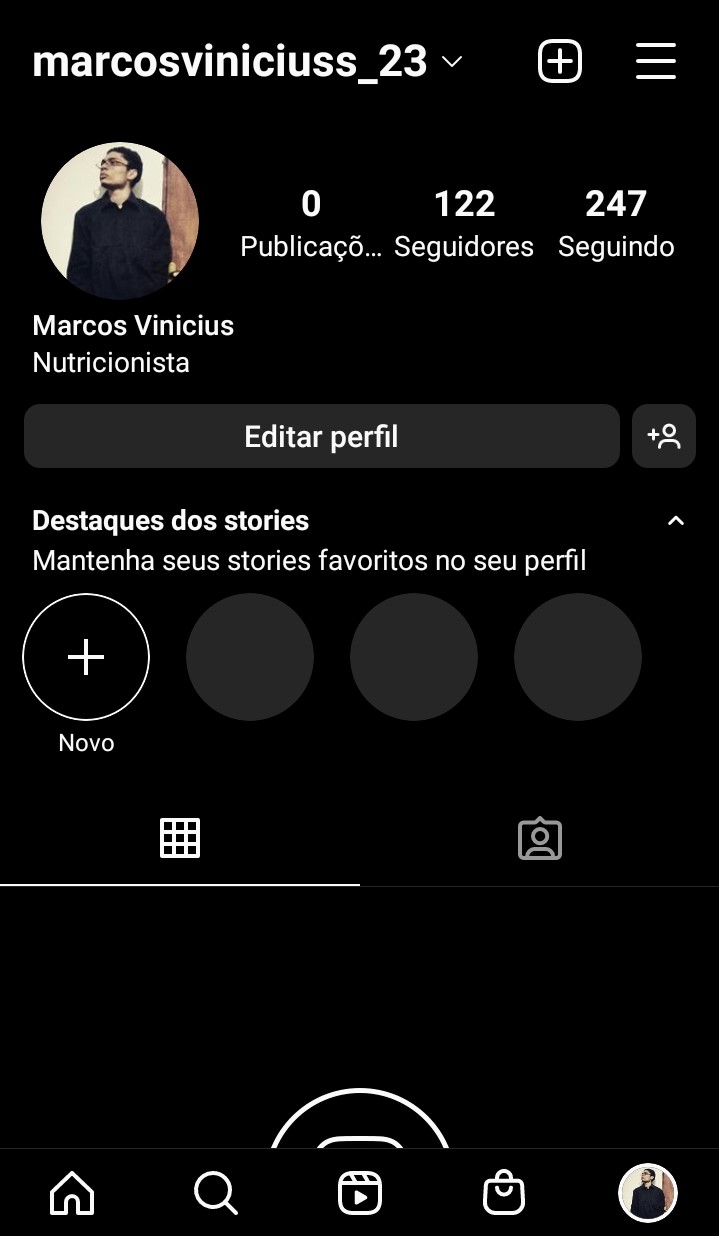 marcosviniciuss_23
0 122 247
Publicaçõ... Seguidores Seguindo
Marcos Vinicius
Nutricionista
Editar perfil
Destaques dos stories
Mantenha seus stories favoritos no seu perfil
Novo